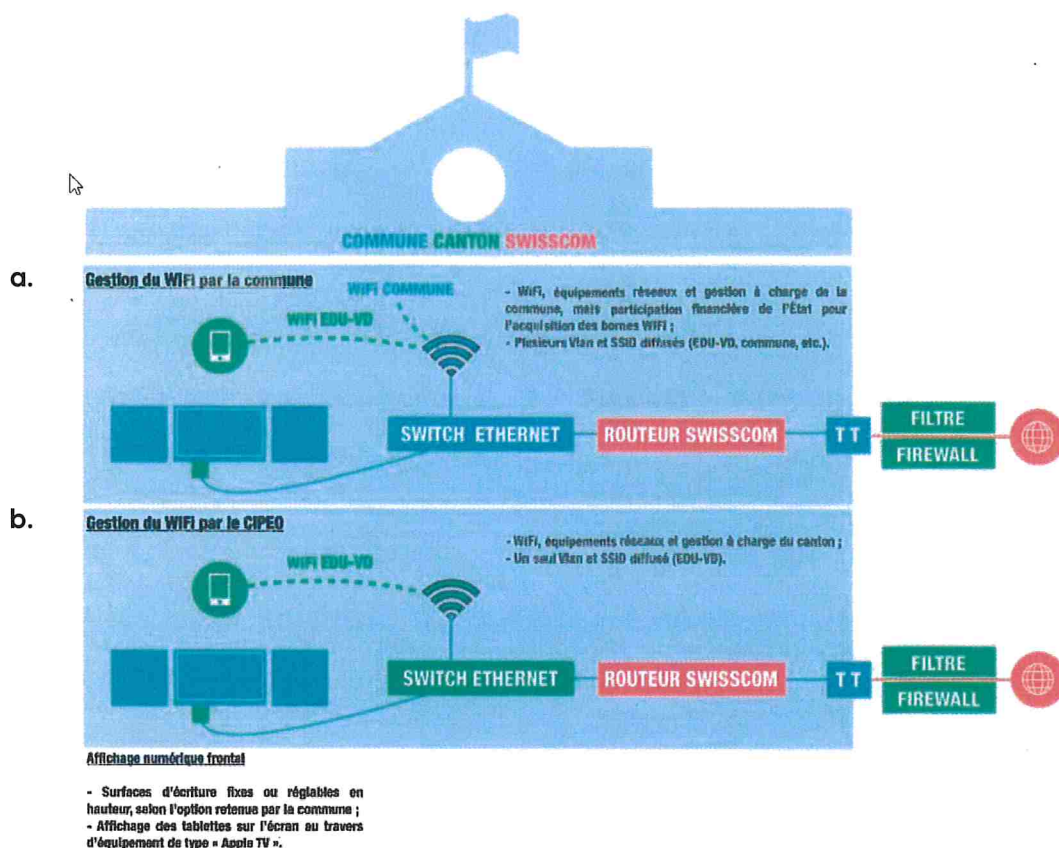 COMMUNE CANTON SWISSCOM
a.
Gestion du WiFi par la commune
WiFi COMMUNE
WiFi EDU-VD
- WiFi, équipements réseaux et gestion à charge de la
commune, mais participation financière de l'État pour
l'acquisition des bornes WiFi ;
- Plusieurs Vlan et SSID diffusés (EDU-VD, commune, etc.).
SWITCH ETHERNET
ROUTEUR SWISSCOM
T T
FILTRE
FIREWALL
b.
Gestion du WiFi par le CIPEO
WiFi EDU-VD
- WiFi, équipements réseaux et gestion à charge du canton ;
- Un seul Vlan et SSID diffusé (EDU-VD).
SWITCH ETHERNET
ROUTEUR SWISSCOM
T T
FILTRE
FIREWALL
Affichage numérique frontal
- Surfaces d'écriture fixes ou réglables en
hauteur, selon l'option retenue par la commune ;
- Affichage des tablettes sur l'écran au travers
d'équipement de type « Apple TV ».